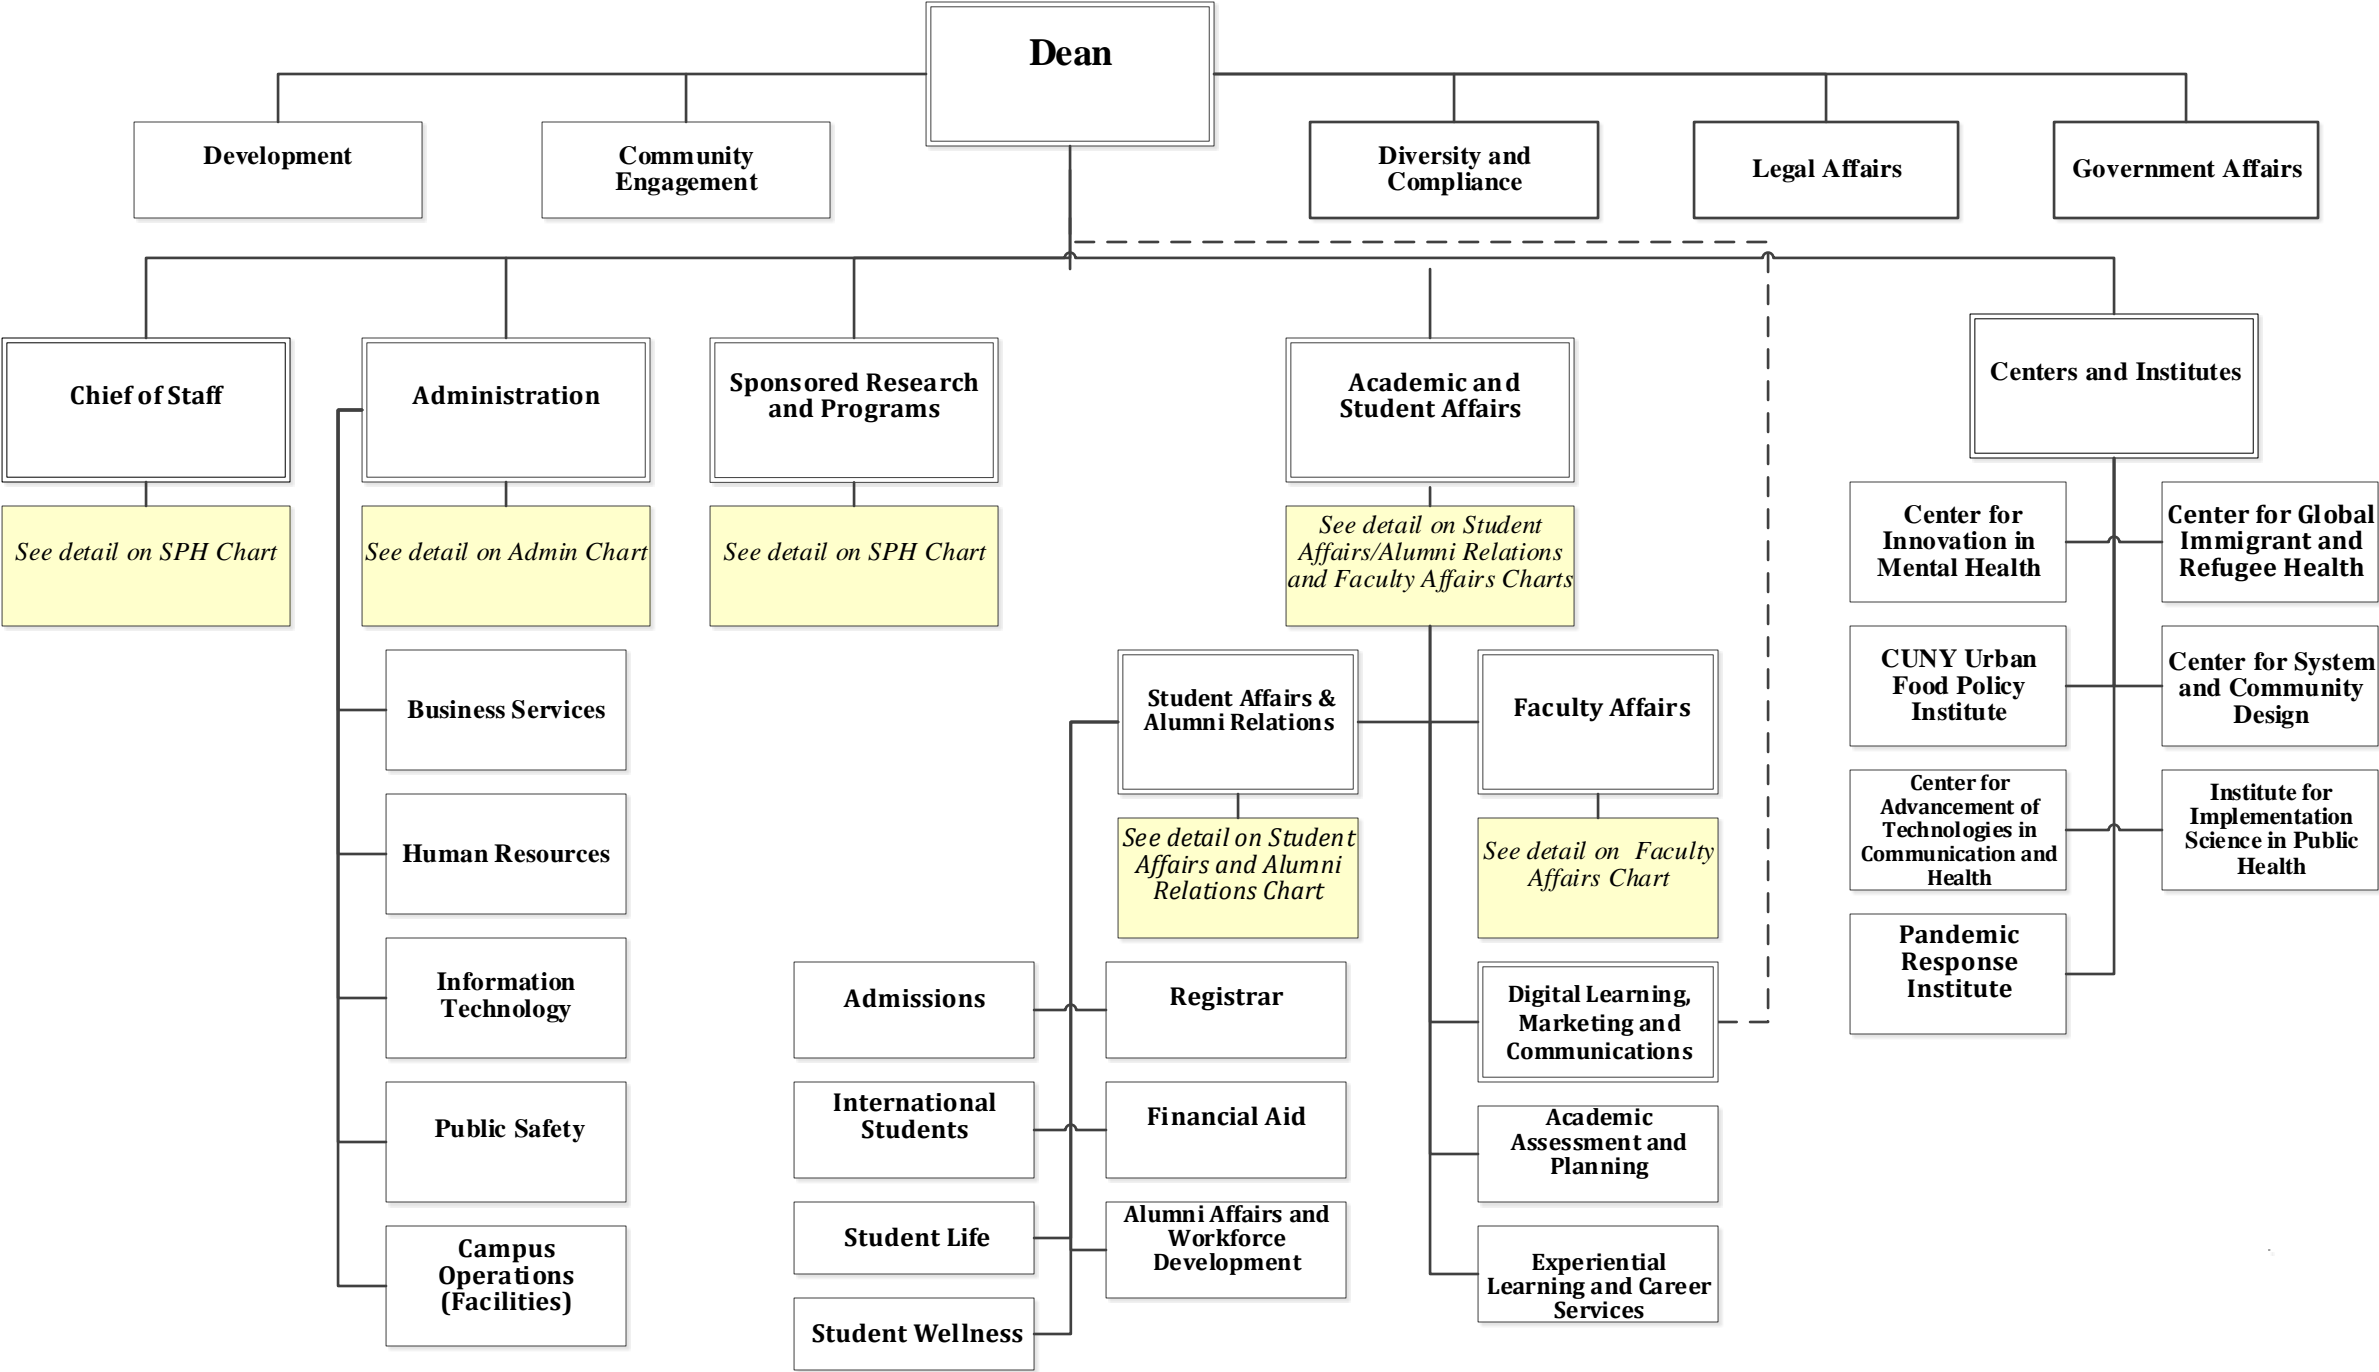 Dean
Development
Community
Engagement
Diversity and
Compliance
Legal Affairs
Government Affairs
Chief of Staff
Administration
Sponsored Research
and Programs
Academic and
Student Affairs
Centers and Institutes
See detail on SPH Chart
See detail on Admin Chart
See detail on SPH Chart
See detail on Student
Affairs/Alumni Relations
and Faculty Affairs Charts
Center for
Innovation in
Mental Health
Center for Global
Immigrant and
Refugee Health
Business Services
Student Affairs &
Alumni Relations
Faculty Affairs
CUNY Urban
Food Policy
Institute
Center for System
and Community
Design
Human Resources
See detail on Student
Affairs and Alumni
Relations Chart
See detail on Faculty
Affairs Chart
Center for
Advancement of
Technologies in
Communication and
Health
Institute for
Implementation
Science in Public
Health
Information
Technology
Admissions
Registrar
Digital Learning,
Marketing and
Communications
Pandemic
Response
Institute
Public Safety
International
Students
Financial Aid
Academic
Assessment and
Planning
Campus
Operations
(Facilities)
Student Life
Alumni Affairs and
Workforce
Development
Experiential
Learning and Career
Services
Student Wellness